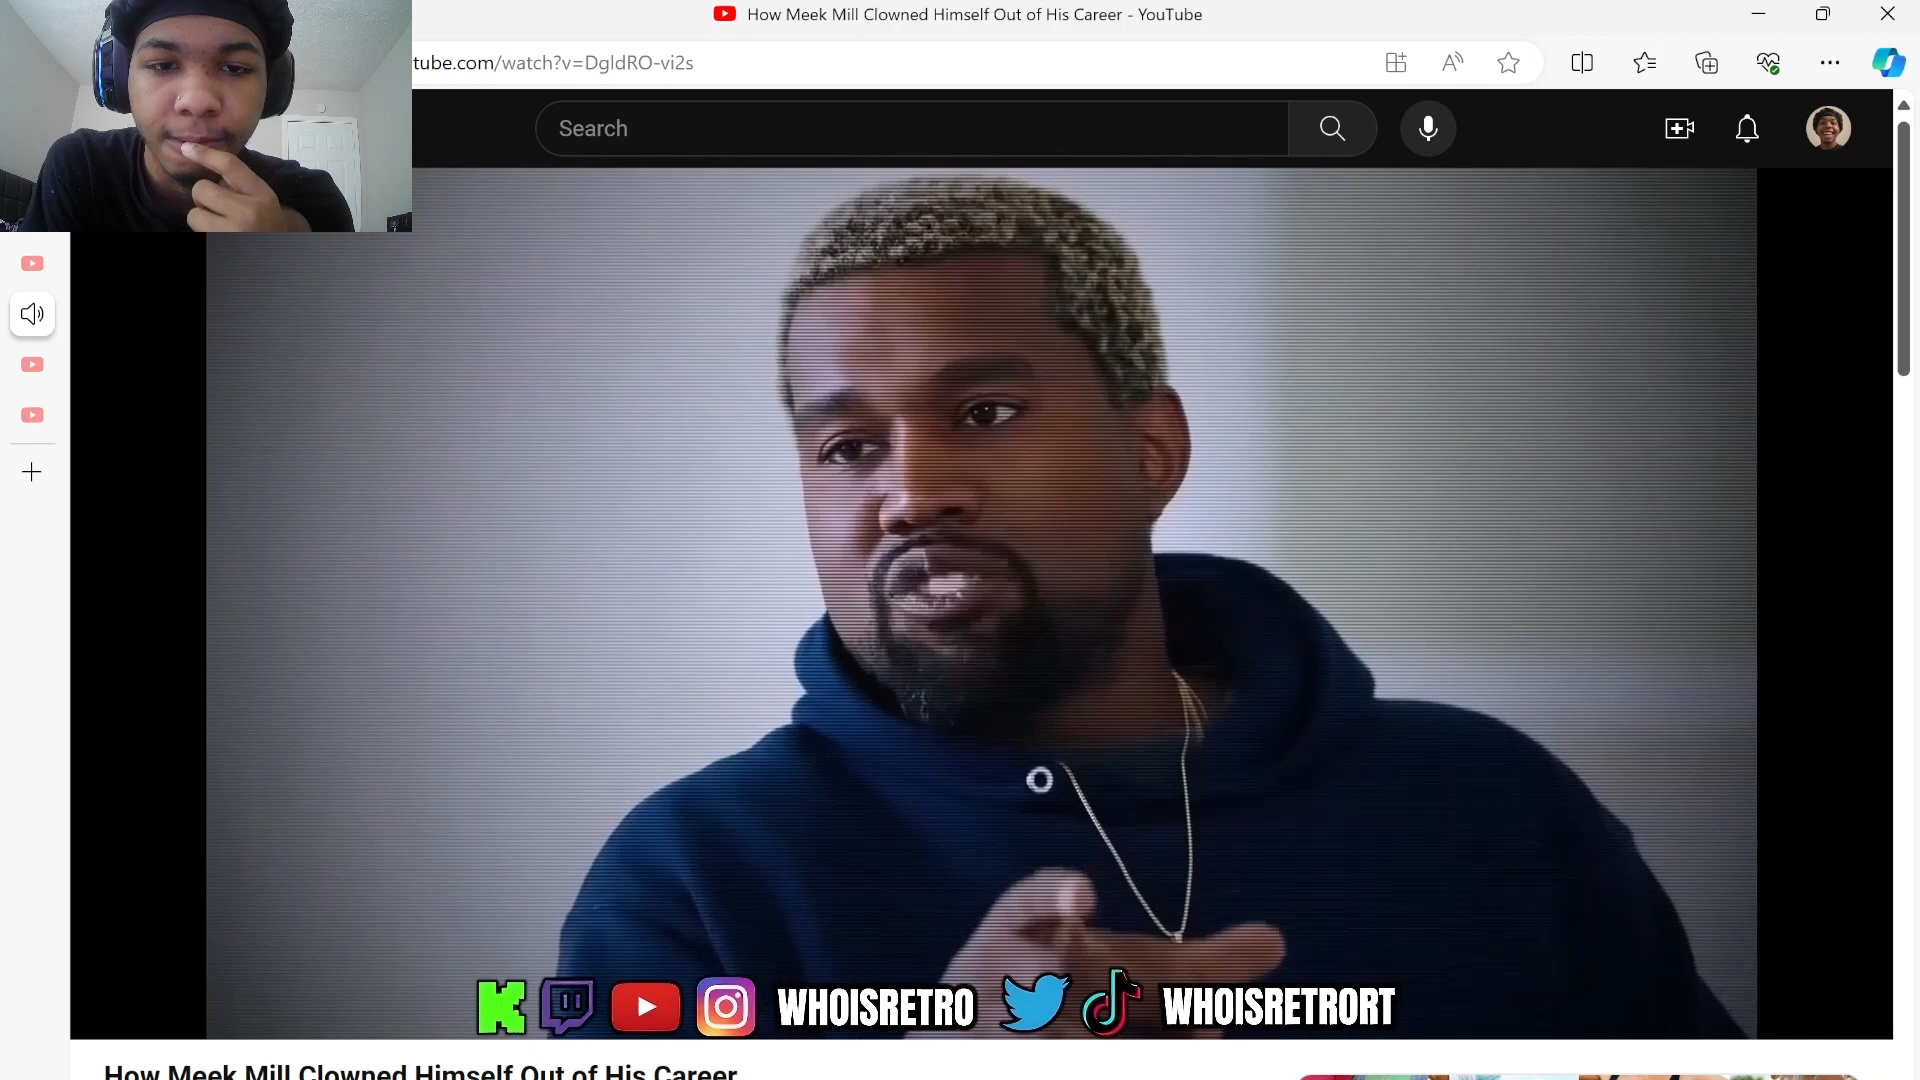 How Meek Mill Clowned Himself Out of His Career - YouTube
tube.com/watch?v=DgldRO-vi2s
Search
WHOISRETRO
WHOISRETRORT
How Meek Mill Clowned Himself Out of His Career